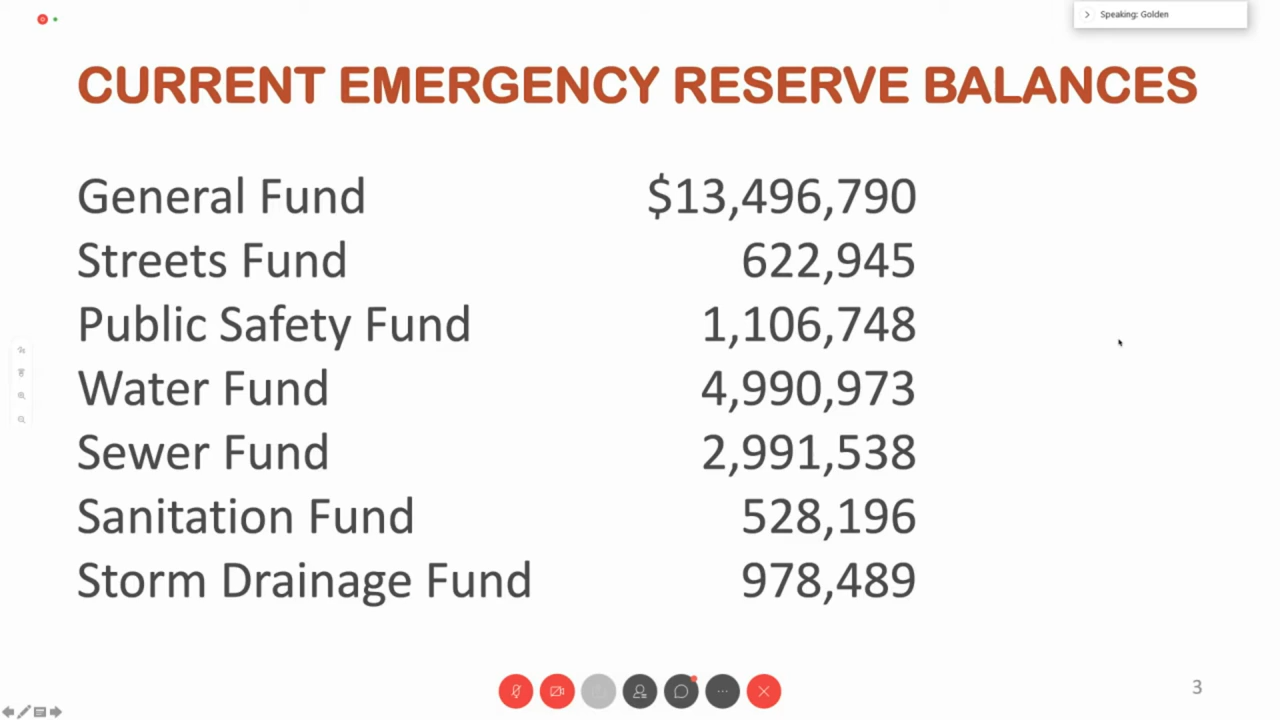 Speaking: Golden
CURRENT EMERGENCY RESERVE BALANCES
General Fund $13,496,790
Streets Fund 622,945
Public Safety Fund 1,106,748
Water Fund 4,990,973
Sewer Fund 2,991,538
Sanitation Fund 528,196
Storm Drainage Fund 978,489
3